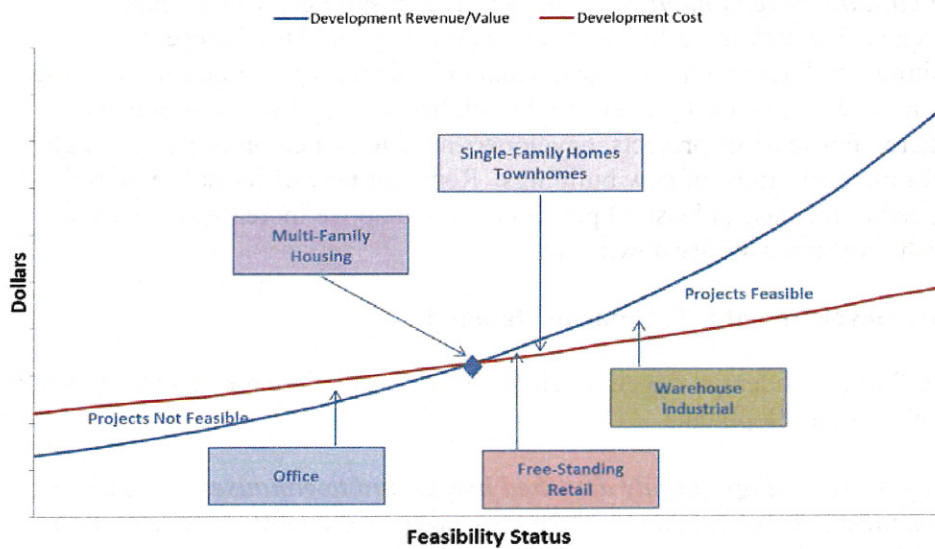 Development Revenue/Value
Development Cost
Single-Family Homes
Townhomes
Multi-Family
Housing
Dollars
Projects Feasible
Warehouse
Industrial
Projects Not Feasible
Office
Free-Standing
Retail
Feasibility Status